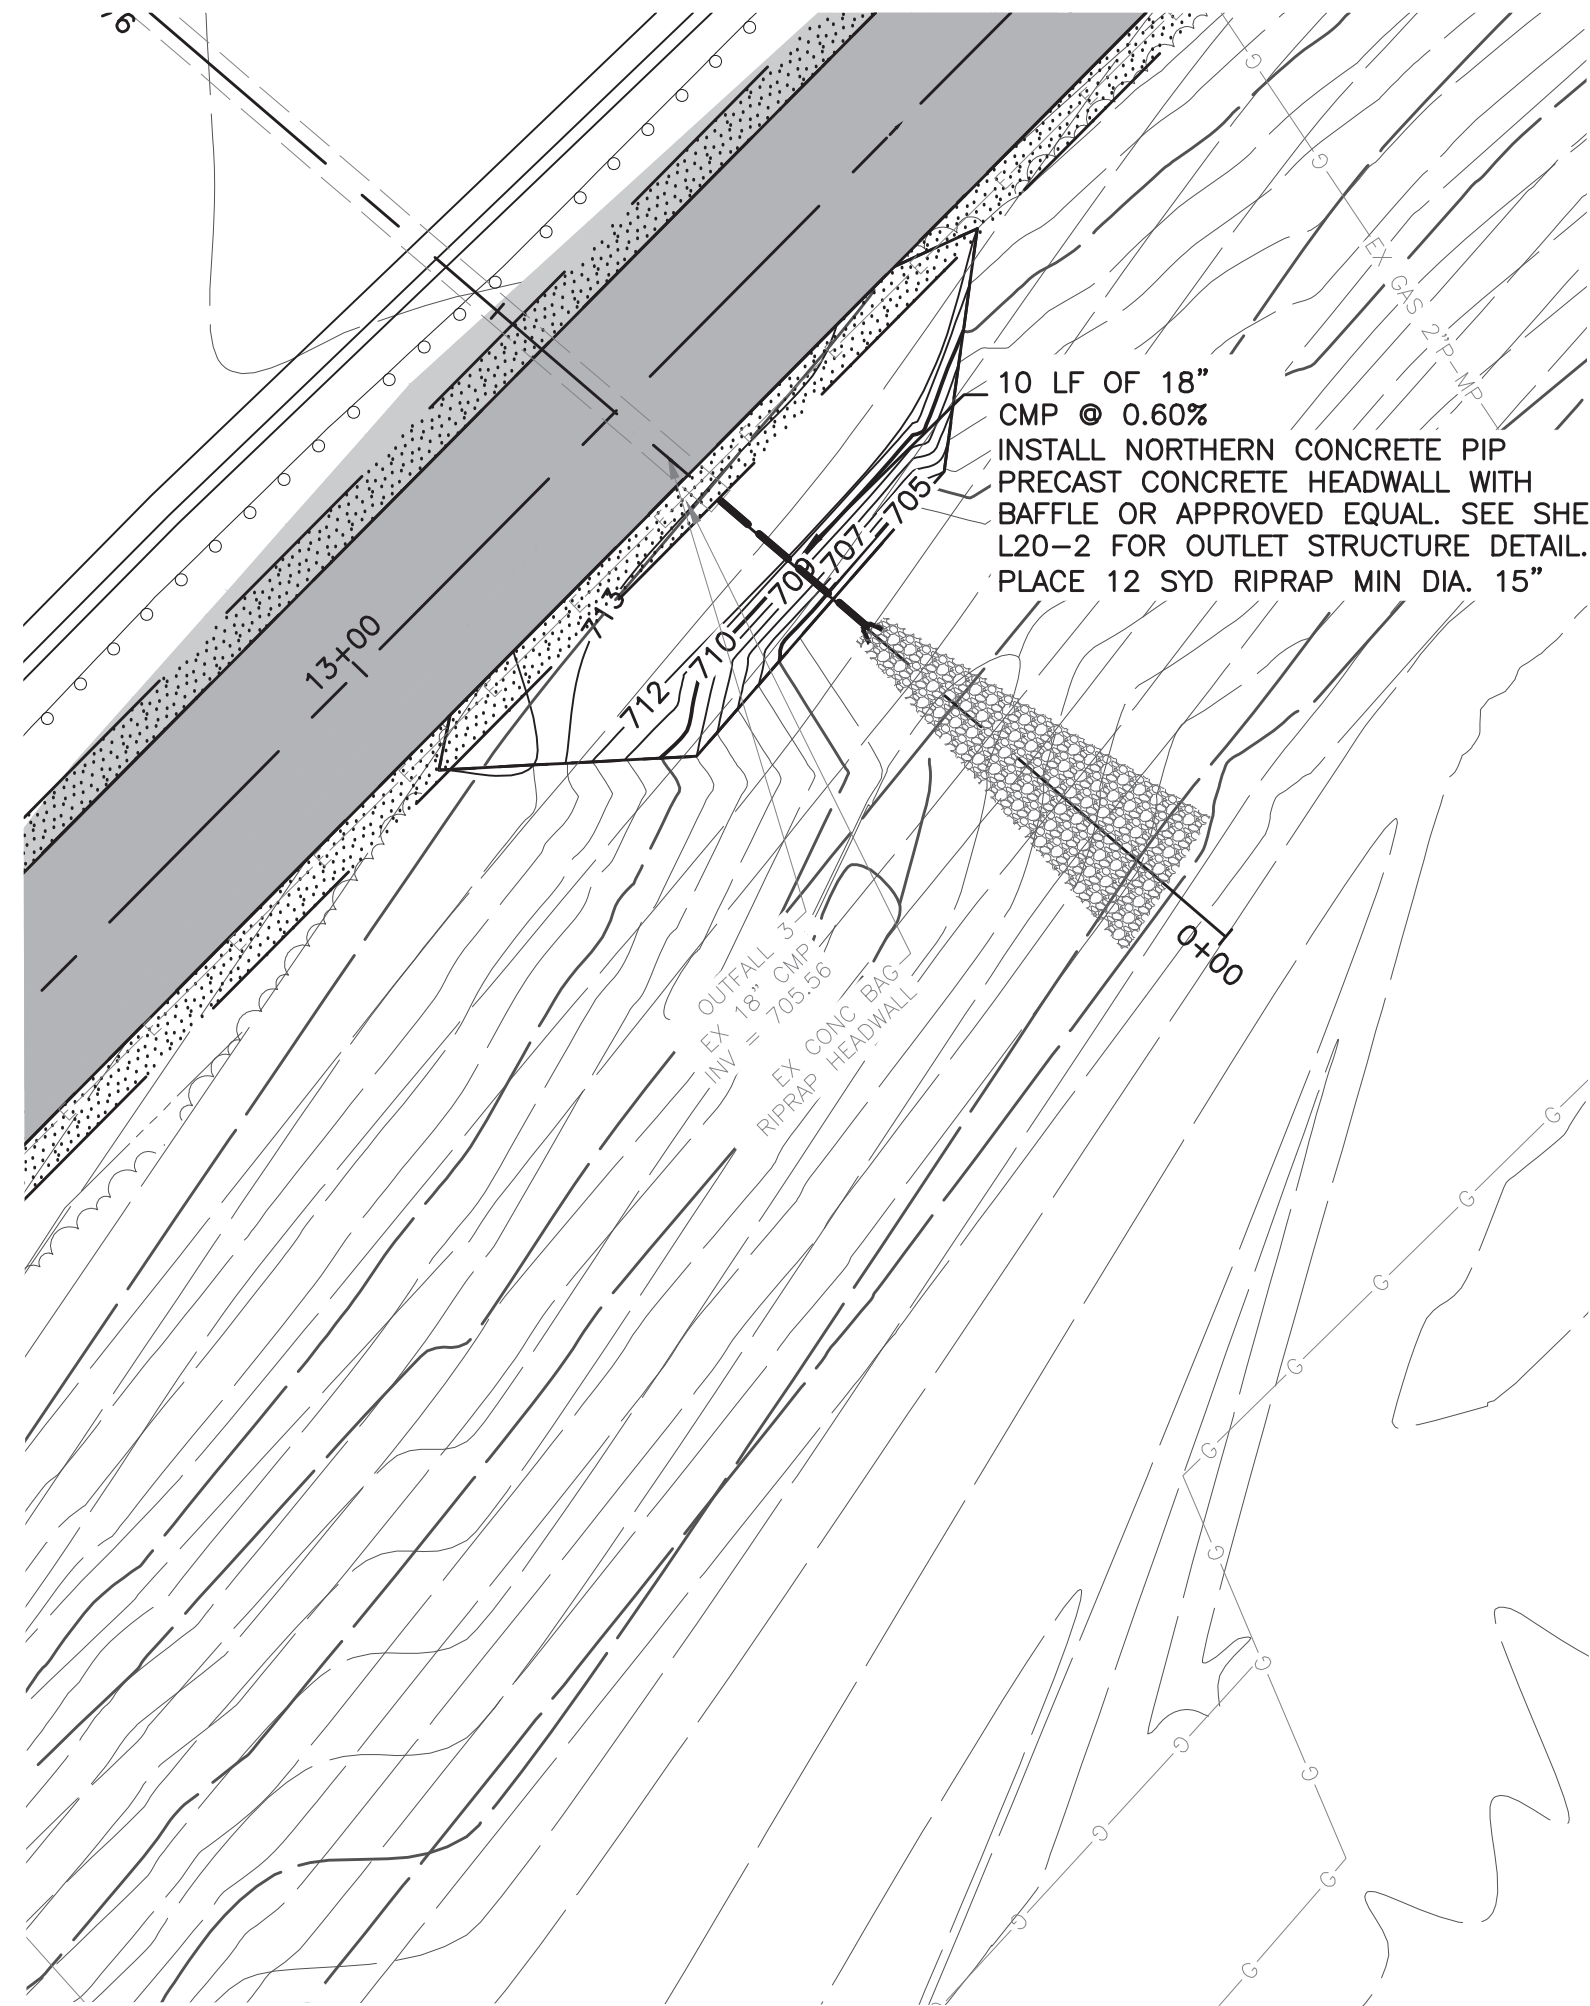 6
G
G
EX GAS 2"P-MP
10 LF OF 18"
CMP @ 0.60%
INSTALL NORTHERN CONCRETE PIP
PRECAST CONCRETE HEADWALL WITH
BAFFLE OR APPROVED EQUAL. SEE SHE
L20-2 FOR OUTLET STRUCTURE DETAIL.
PLACE 12 SYD RIPRAP MIN DIA. 15"
705
707
709
710
712
713
13+00
0+00
OUTFALL 3
EX 18" CMP
INV = 705.56
EX CONC BAG
RIPRAP HEADWALL
G
G
G
G
G
G
G
G
G
G
G
G
G
G